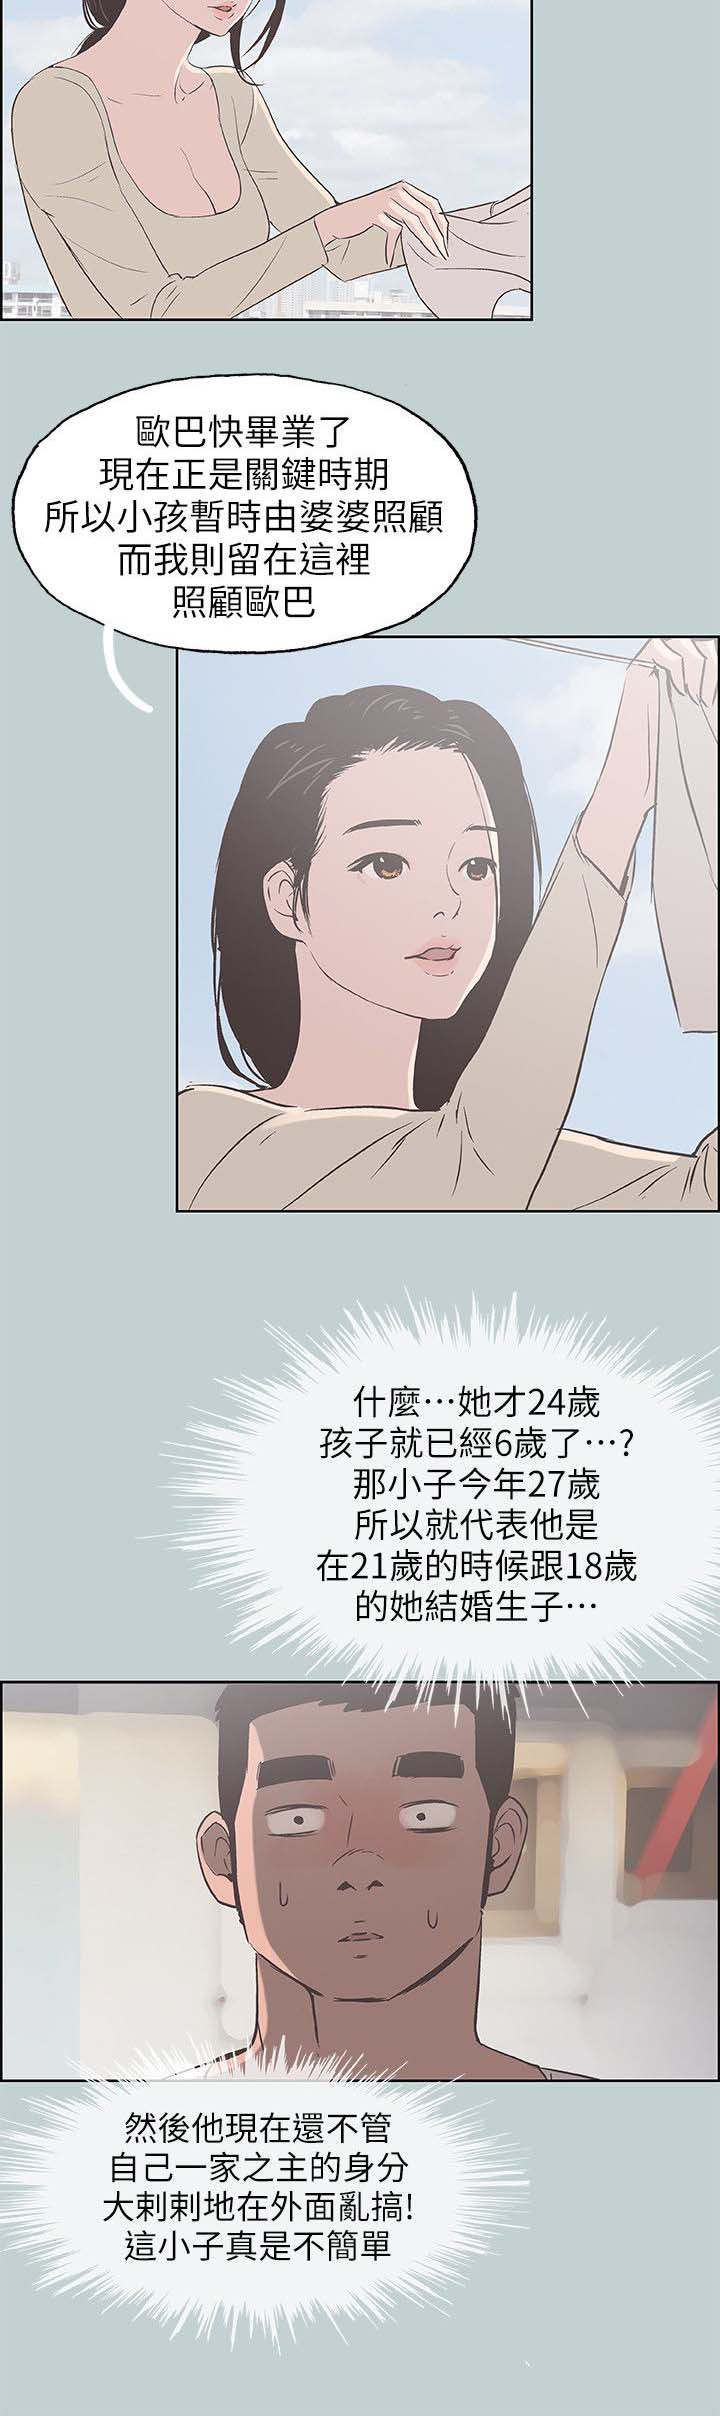 歐巴快畢業了
現在正是關鍵時期
所以小孩暫時由婆婆照顧
而我則留在這裡
照顧歐巴
什麼⋯她才24歲
孩子就已經6歲了⋯?
那小子今年27歲
所以就代表他是
在21歲的時候跟18歲
的她結婚生子⋯
然後他現在還不管
自己一家之主的身分
大剌剌地在外面亂搞!
這小子真是不簡單